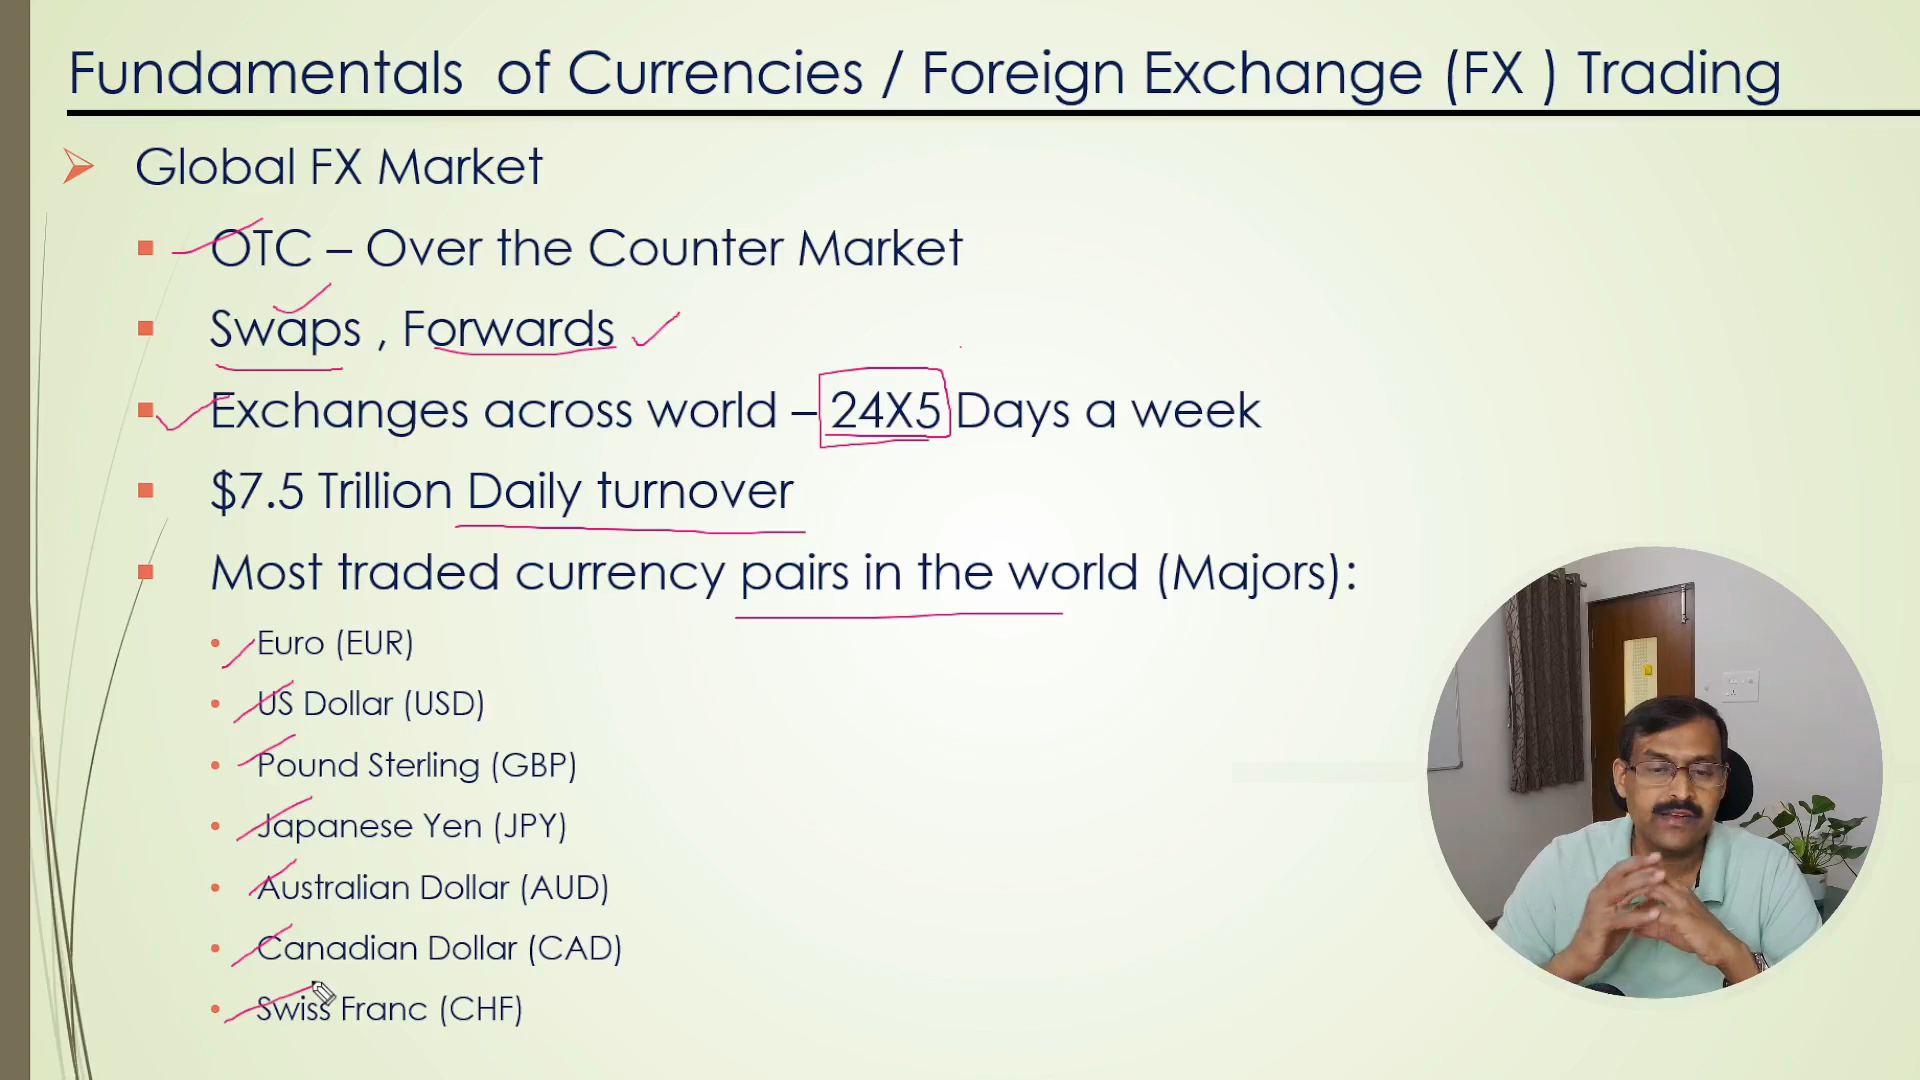 Fundamentals of Currencies / Foreign Exchange (FX ) Trading
Global FX Market
OTC – Over the Counter Market
Swaps , Forwards
Exchanges across world – 24X5 Days a week
$7.5 Trillion Daily turnover
Most traded currency pairs in the world (Majors):
Euro (EUR)
US Dollar (USD)
Pound Sterling (GBP)
Japanese Yen (JPY)
Australian Dollar (AUD)
Canadian Dollar (CAD)
Swiss Franc (CHF)